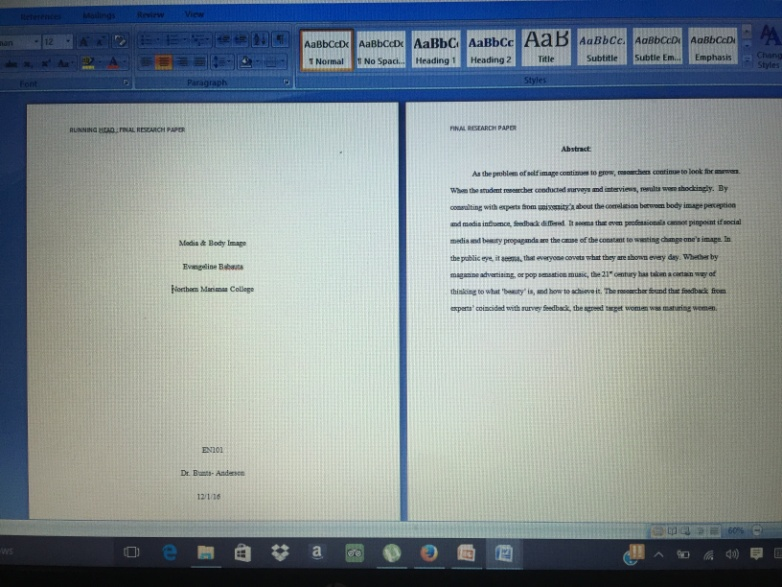 References Mailings Review View
12
Font
Paragraph
AaBbCcDc AaBbCcDc AaBbC AaBbCc AaB AaBbCc. AaBbCcDc AaBbCcDc
¶ Normal ¶ No Spaci... Heading 1 Heading 2 Title Subtitle Subtle Em... Emphasis
Styles
Styles
RUNNING HEAD: FINAL RESEARCH PAPER
Media & Body Image
Evangeline Babauta
Northern Marianas College
EN101
Dr. Bunts- Anderson
12/1/16
FINAL RESEARCH PAPER
Abstract:
As the problem of self image continues to grow, researchers continue to look for answers.
When the student researcher conducted surveys and interviews, results were shockingly. By
consulting with experts from university's about the correlation between body image perception
and media influence, feedback differed. It seems that even professionals cannot pinpoint if social
media and beauty propaganda are the cause of the constant to wanting change one's image. In
the public eye, it seems, that everyone covets what they are shown every day. Whether by
magazine advertising, or pop sensation music, the 21st century has taken a certain way of
thinking to what 'beauty' is, and how to achieve it. The researcher found that feedback from
experts' coincided with survey feedback, the agreed target women was maturing women.
60%